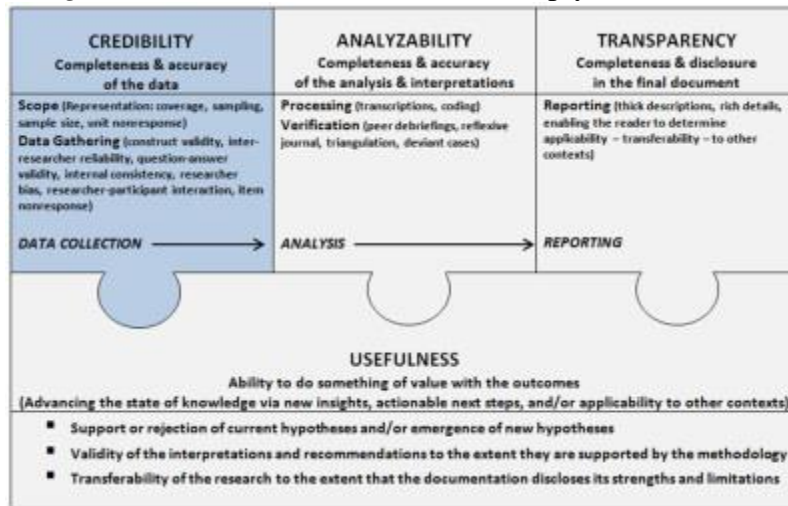 CREDIBILITY
Completeness & accuracy
of the data
ANALYZABILITY
Completeness & accuracy
of the analysis & interpretations
TRANSPARENCY
Completeness & disclosure
in the final document
Scope (Representation: coverage, sampling,
sample size, unit nonresponse)
Data Gathering (construct validity, inter-
researcher reliability, question-answer
validity, internal consistency, researcher
bias, researcher-participant interaction, item
nonresponse)
DATA COLLECTION
Processing (transcriptions, coding)
Verification (peer debriefings, reflexive
journal, triangulation, deviant cases)
ANALYSIS
Reporting (thick descriptions, rich details,
enabling the reader to determine
applicability – transferability – to other
contexts)
REPORTING
USEFULNESS
Ability to do something of value with the outcomes
(Advancing the state of knowledge via new insights, actionable next steps, and/or applicability to other contexts)
▪ Support or rejection of current hypotheses and/or emergence of new hypotheses
▪ Validity of the interpretations and recommendations to the extent they are supported by the methodology
▪ Transferability of the research to the extent that the documentation discloses its strengths and limitations